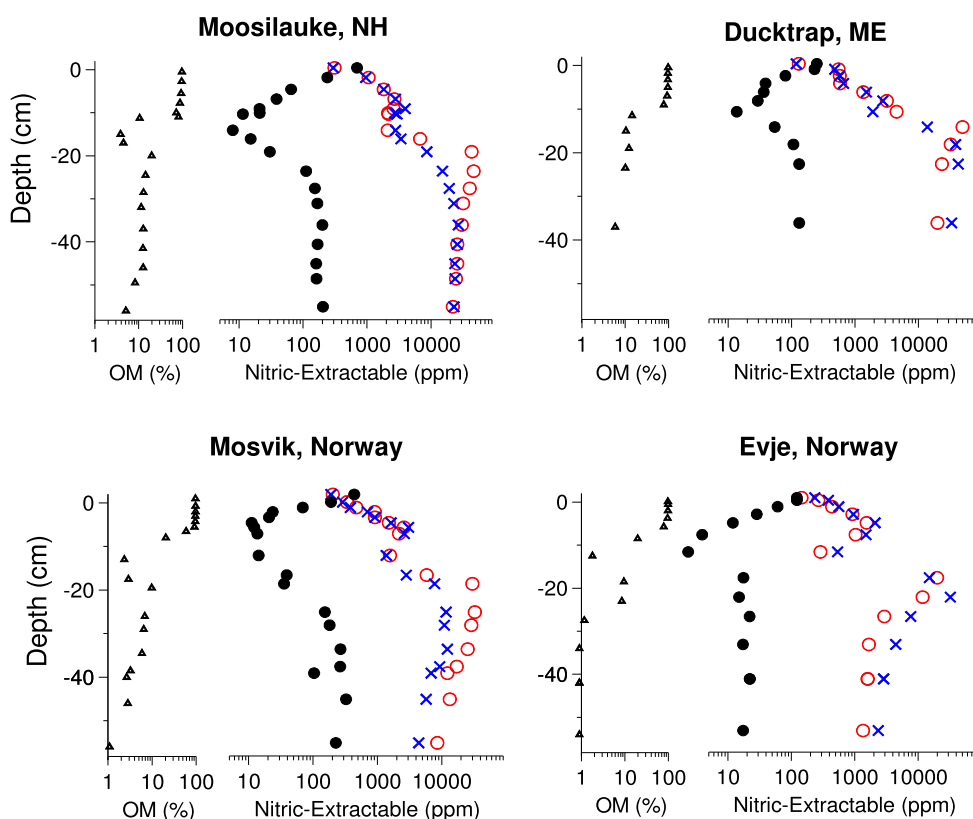 Moosilauke, NH
Ducktrap, ME
0
-20
-40
Depth (cm)
1 10 100
OM (%)
10 100 1000 10000
Nitric-Extractable (ppm)
0
-20
-40
1 10 100
OM (%)
10 100 1000 10000
Nitric-Extractable (ppm)
Mosvik, Norway
Evje, Norway
0
-20
-40
Depth (cm)
1 10 100
OM (%)
10 100 1000 10000
Nitric-Extractable (ppm)
0
-20
-40
1 10 100
OM (%)
10 100 1000 10000
Nitric-Extractable (ppm)